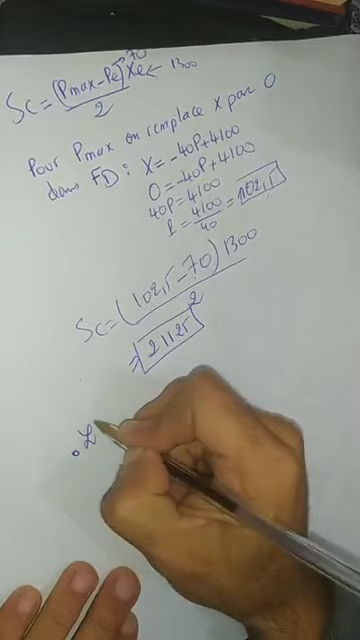 Sc = (Pmax - Pe) Xe ← 1300
70
2
Pour Pmax on remplace X par 0
dans FD: X = -40P + 4100
0 = -40P + 4100
40P = 4100
P = 4100/40 = 102,5
Sc = (102,5 - 70) 1300
2
= 21125